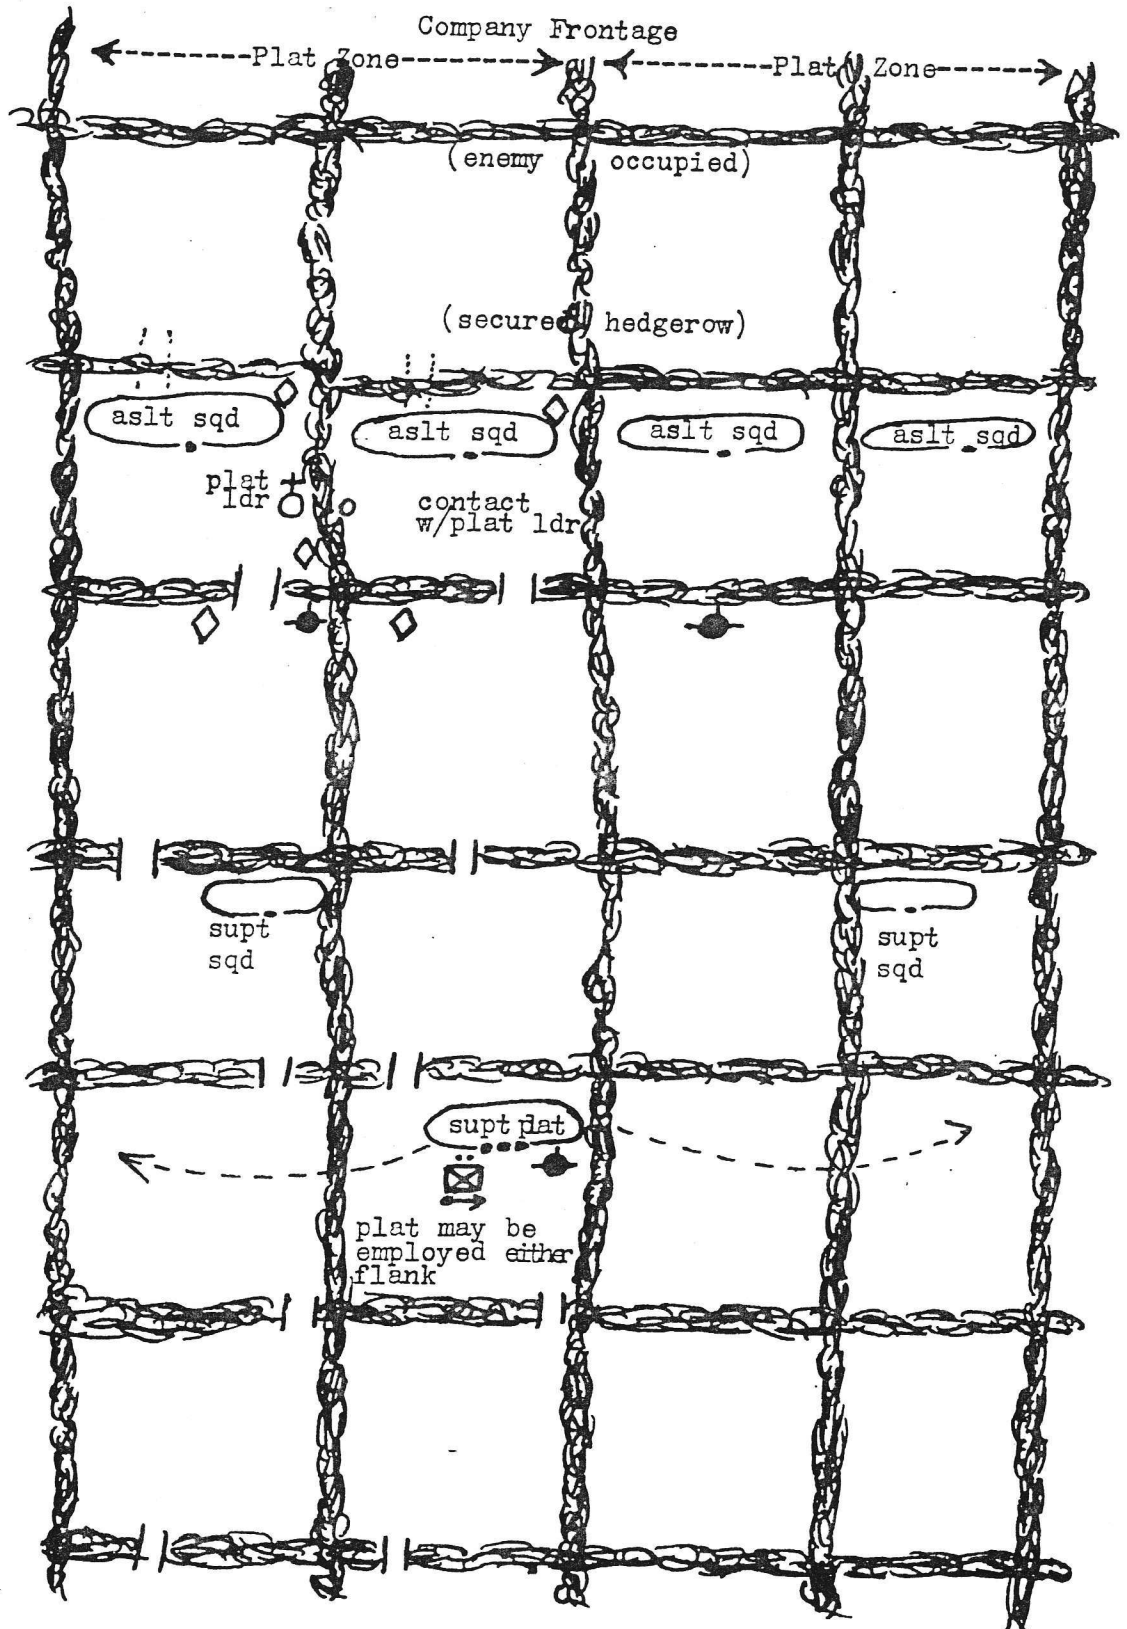 Company Frontage
Plat Zone
Plat Zone
(enemy occupied)
(secured hedgerow)
aslt sqd
aslt sqd
aslt sqd
aslt sqd
plat
ldr
contact
w/plat ldr
supt
sqd
supt
sqd
supt plat
plat may be
employed either
flank